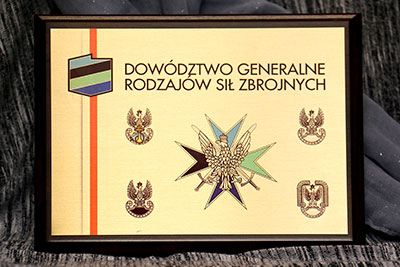 DOWÓDZTWO GENERALNE
RODZAJÓW SIŁ ZBROJNYCH